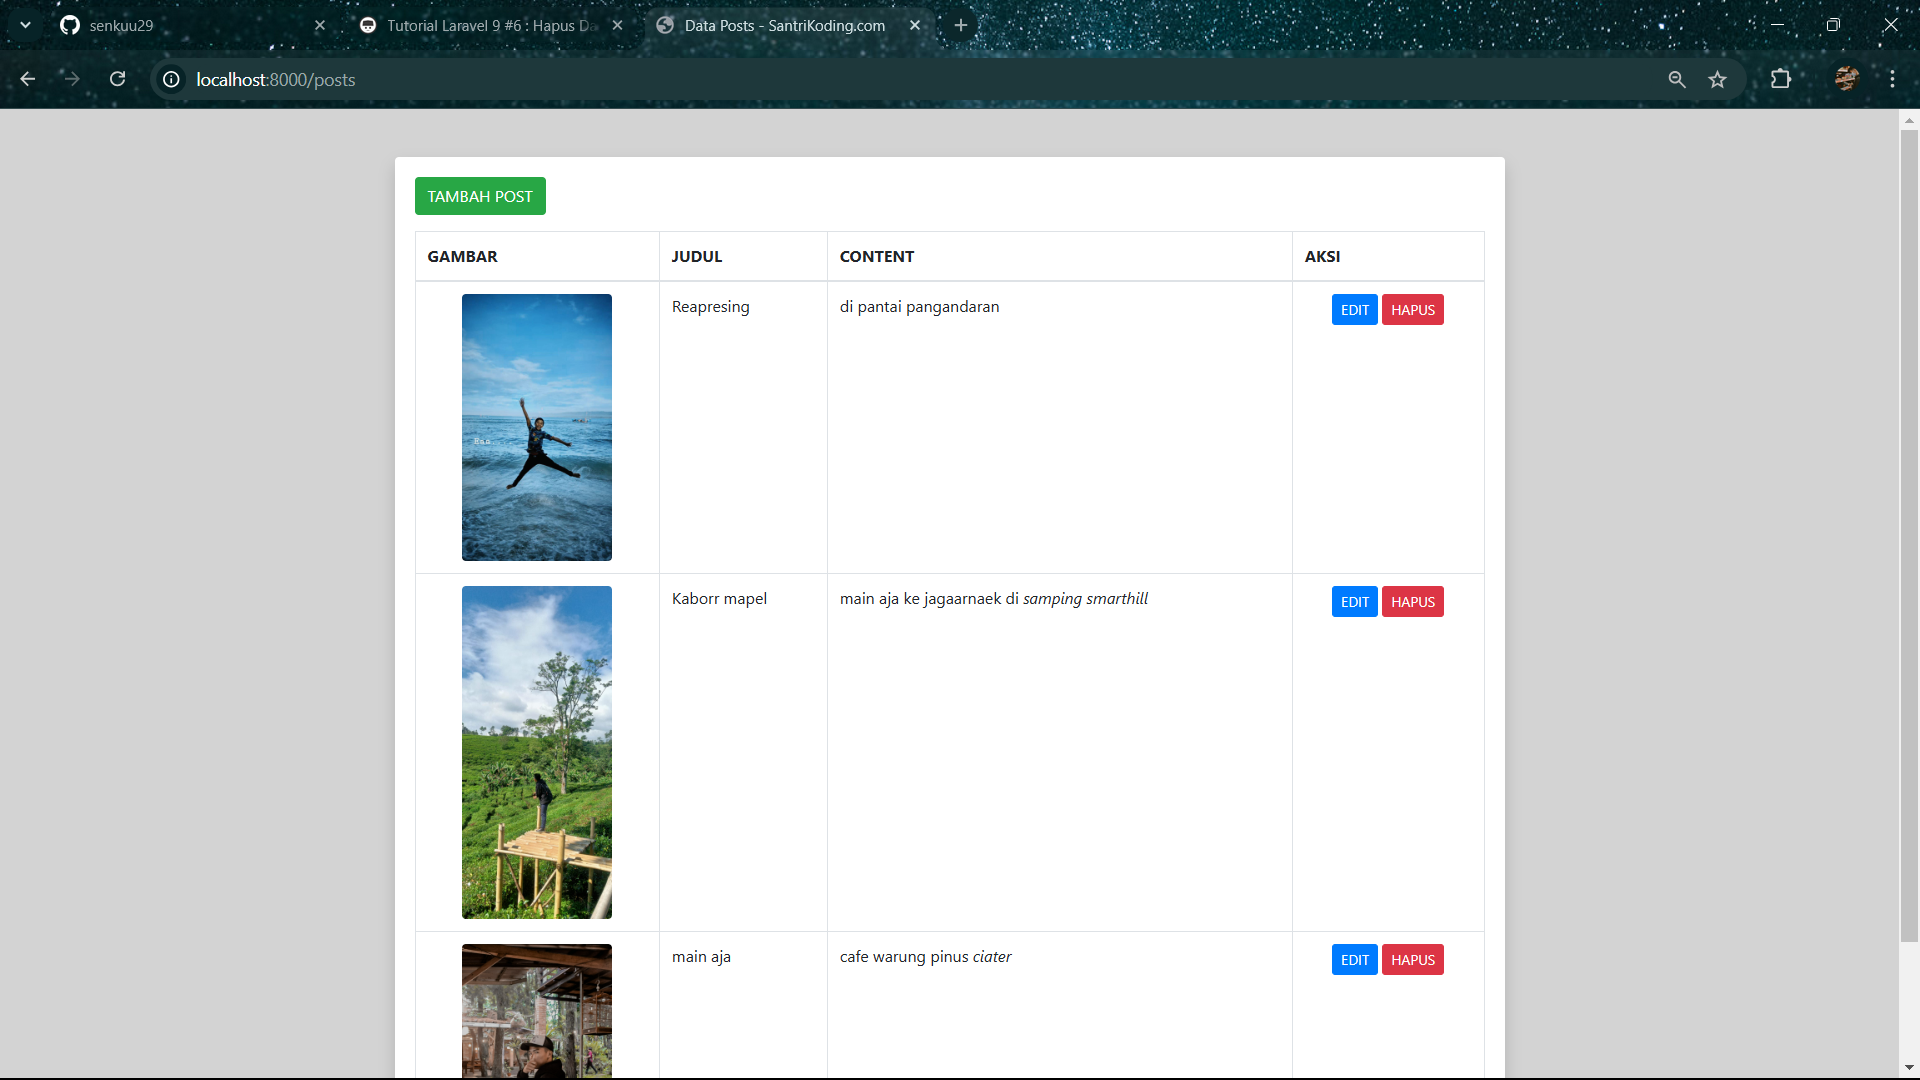 senkuu29
Tutorial Laravel 9 #6 : Hapus Da
Data Posts - SantriKoding.com
localhost:8000/posts
TAMBAH POST
GAMBAR JUDUL CONTENT AKSI
Reapresing di pantai pangandaran EDIT HAPUS
Kaborr mapel main aja ke jagaarnaek di samping smarthill EDIT HAPUS
main aja cafe warung pinus ciater EDIT HAPUS